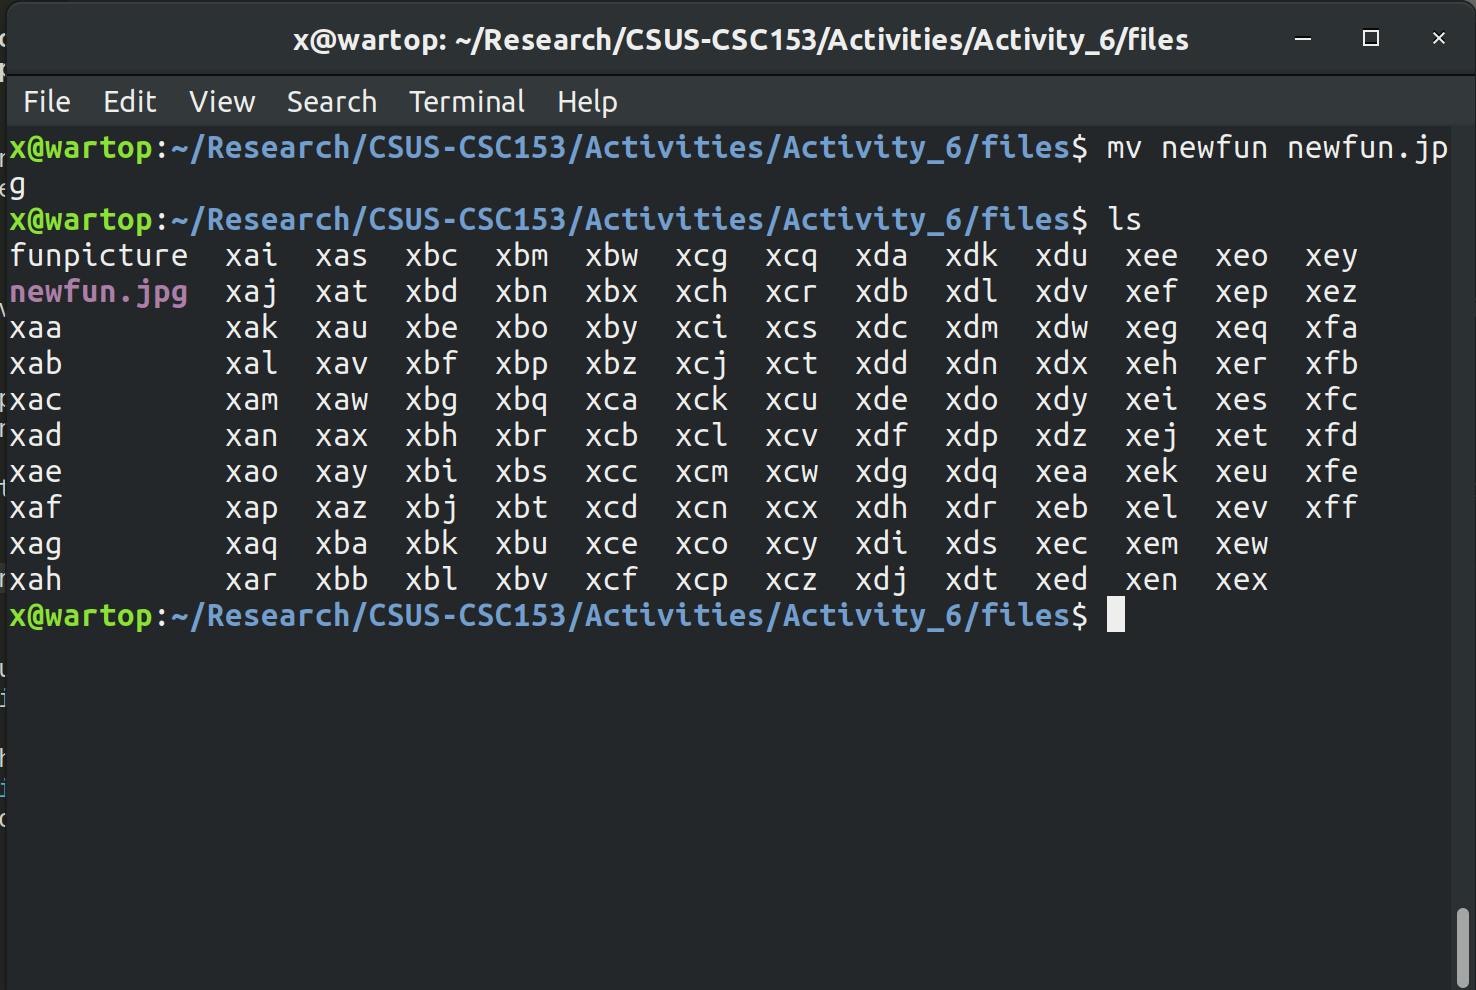 x@wartop: ~/Research/CSUS-CSC153/Activities/Activity_6/files
File Edit View Search Terminal Help
x@wartop:~/Research/CSUS-CSC153/Activities/Activity_6/files$ mv newfun newfun.jp
g
x@wartop:~/Research/CSUS-CSC153/Activities/Activity_6/files$ ls
funpicture xai xas xbc xbm xbw xcg xcq xda xdk xdu xee xeo xey
newfun.jpg xaj xat xbd xbn xbx xch xcr xdb xdl xdv xef xep xez
xaa xak xau xbe xbo xby xci xcs xdc xdm xdw xeg xeq xfa
xab xal xav xbf xbp xbz xcj xct xdd xdn xdx xeh xer xfb
xac xam xaw xbg xbq xca xck xcu xde xdo xdy xei xes xfc
xad xan xax xbh xbr xcb xcl xcv xdf xdp xdz xej xet xfd
xae xao xay xbi xbs xcc xcm xcw xdg xdq xea xek xeu xfe
xaf xap xaz xbj xbt xcd xcn xcx xdh xdr xeb xel xev xff
xag xaq xba xbk xbu xce xco xcy xdi xds xec xem xew
xah xar xbb xbl xbv xcf xcp xcz xdj xdt xed xen xex
x@wartop:~/Research/CSUS-CSC153/Activities/Activity_6/files$